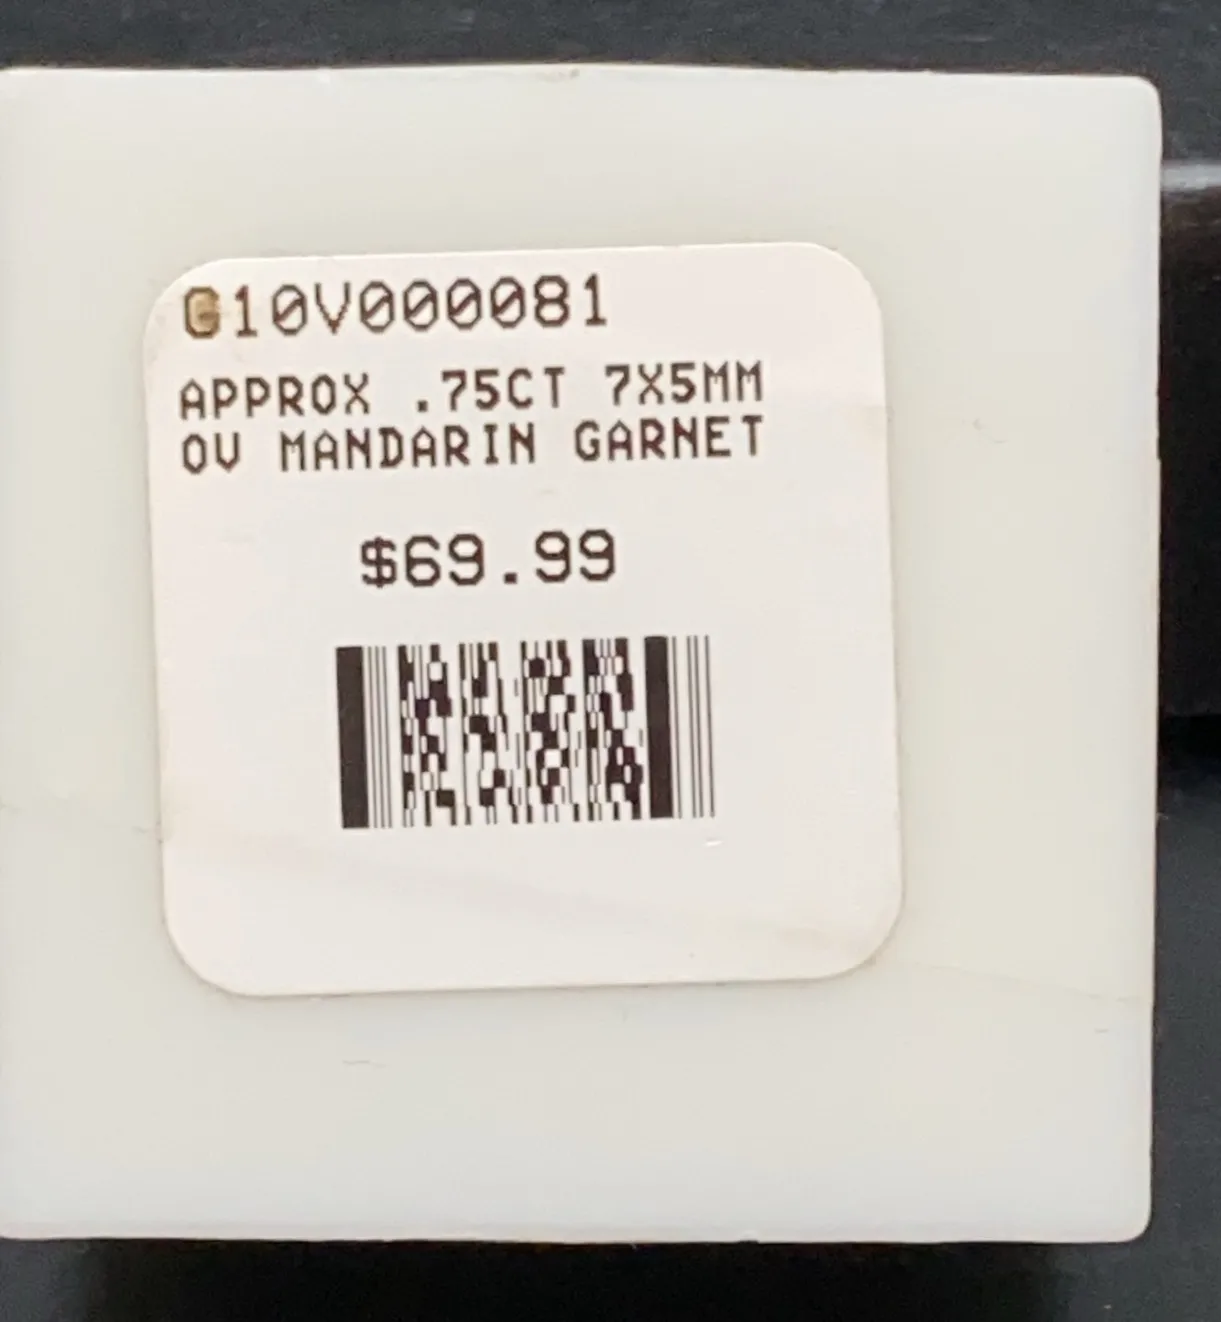 G10V000081
APPROX .75CT 7X5MM
OV MANDARIN GARNET
$69.99